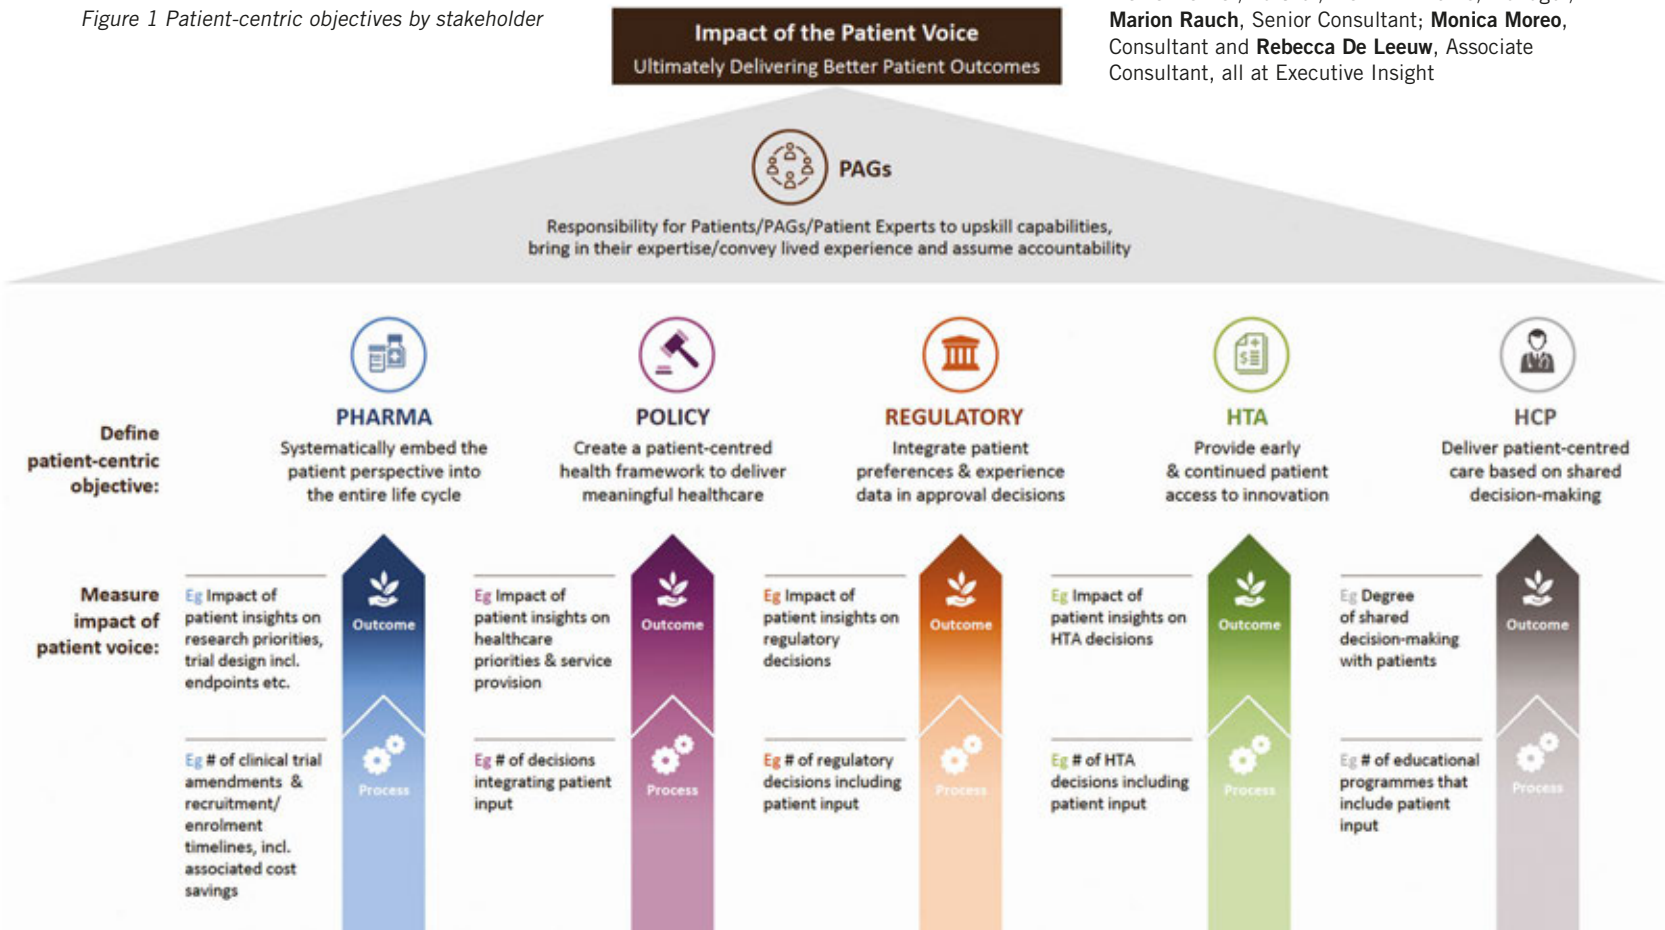 Figure 1 Patient-centric objectives by stakeholder
Marion Rauch, Senior Consultant; Monica Moreo,
Consultant and Rebecca De Leeuw, Associate
Consultant, all at Executive Insight
Impact of the Patient Voice
Ultimately Delivering Better Patient Outcomes
PAGs
Responsibility for Patients/PAGs/Patient Experts to upskill capabilities,
bring in their expertise/convey lived experience and assume accountability
Define
patient-centric
objective:
PHARMA
Systematically embed the
patient perspective into
the entire life cycle
POLICY
Create a patient-centred
health framework to deliver
meaningful healthcare
REGULATORY
Integrate patient
preferences & experience
data in approval decisions
HTA
Provide early
& continued patient
access to innovation
HCP
Deliver patient-centred
care based on shared
decision-making
Measure
impact of
patient voice:
Eg Impact of
patient insights on
research priorities,
trial design incl.
endpoints etc.
Outcome
Eg Impact of
patient insights on
healthcare
priorities & service
provision
Outcome
Eg Impact of
patient insights on
regulatory
decisions
Outcome
Eg Impact of
patient insights on
HTA decisions
Outcome
Eg Degree
of shared
decision-making
with patients
Outcome
Eg # of clinical trial
amendments &
recruitment/
enrolment
timelines, incl.
associated cost
savings
Process
Eg # of decisions
integrating patient
input
Process
Eg # of regulatory
decisions including
patient input
Process
Eg # of HTA
decisions including
patient input
Process
Eg # of educational
programmes that
include patient
input
Process